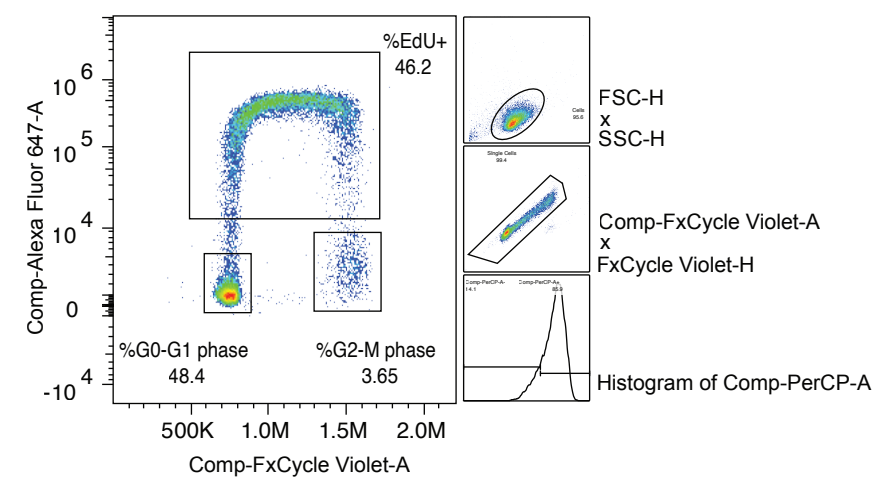 %EdU+
46.2
10 6
10 5
10 4
0
-10 4
Comp-Alexa Fluor 647-A
%G0-G1 phase
48.4
%G2-M phase
3.65
500K 1.0M 1.5M 2.0M
Comp-FxCycle Violet-A
Cells
95.6
FSC-H
x
SSC-H
Single Cells
99.4
Comp-FxCycle Violet-A
x
FxCycle Violet-H
Comp-PerCP-A-
14.1
Comp-PerCP-A+
85.9
Histogram of Comp-PerCP-A